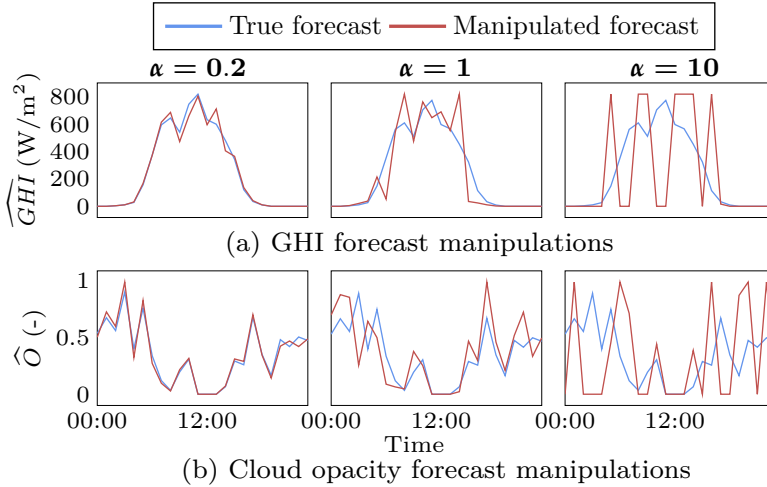 True forecast Manipulated forecast
α = 0.2 α = 1 α = 10
\widehat{GHI} (W/m²)
800
600
400
200
0
(a) GHI forecast manipulations
\widehat{O} (-)
1
0.5
0
00:00 12:00 00:00 12:00 00:00 12:00
Time
(b) Cloud opacity forecast manipulations